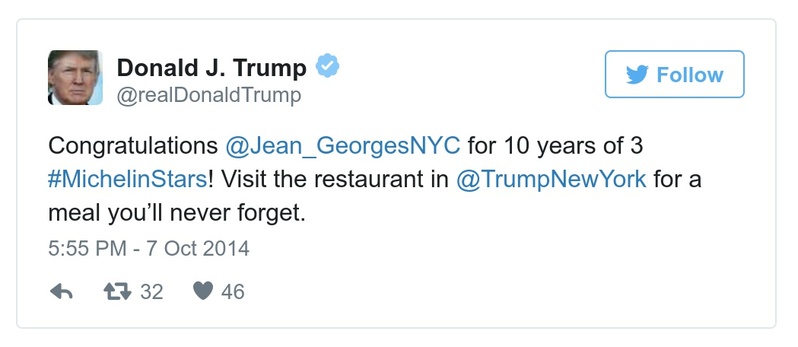 Donald J. Trump
@realDonaldTrump
Follow
Congratulations @Jean_GeorgesNYC for 10 years of 3
#MichelinStars! Visit the restaurant in @TrumpNewYork for a
meal you’ll never forget.
5:55 PM - 7 Oct 2014
32 46